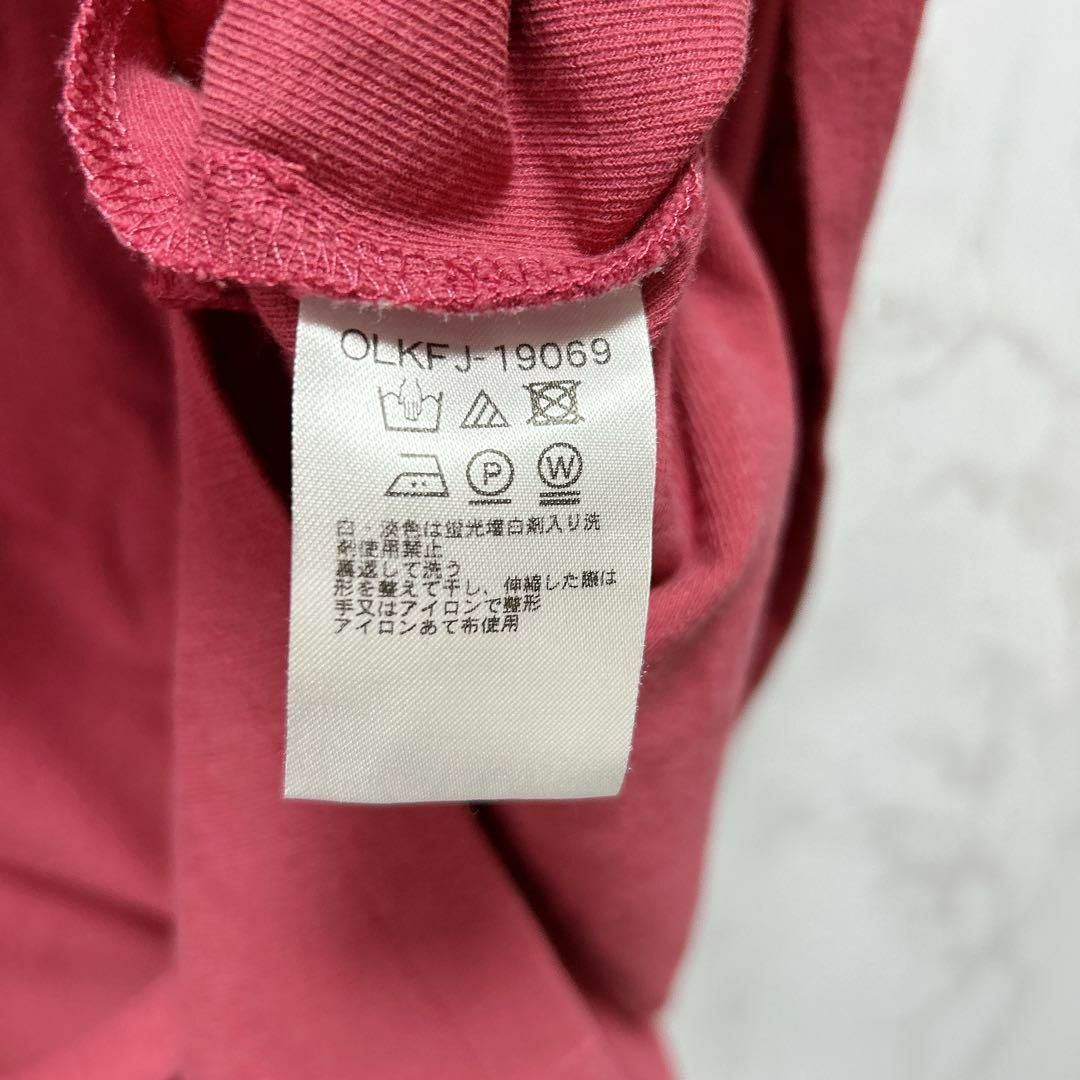 OLKFJ-19069
P W
白・淡色は蛍光増白剤入り洗
剤使用禁止
裏返して洗う
形を整えて干し、伸縮した際は
手又はアイロンで整形
アイロンあて布使用